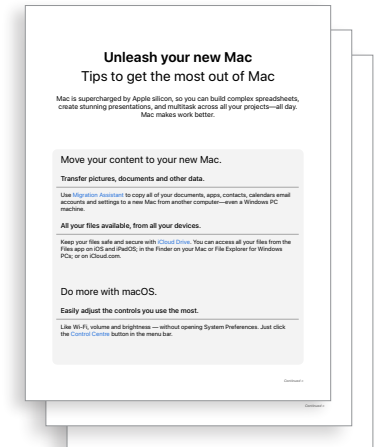 Unleash your new Mac
Tips to get the most out of Mac
Mac is supercharged by Apple silicon, so you can build complex spreadsheets,
create stunning presentations, and multitask across all your projects—all day.
Mac makes work better.
Move your content to your new Mac.
Transfer pictures, documents and other data.
Use Migration Assistant to copy all of your documents, apps, contacts, calendars email
accounts and settings to a new Mac from another computer—even a Windows PC
machine.
All your files available, from all your devices.
Keep your files safe and secure with iCloud Drive. You can access all your files from the
Files app on iOS and iPadOS; in the Finder on your Mac or File Explorer for Windows
PCs; or on iCloud.com.
Do more with macOS.
Easily adjust the controls you use the most.
Like Wi-Fi, volume and brightness — without opening System Preferences. Just click
the Control Centre button in the menu bar.